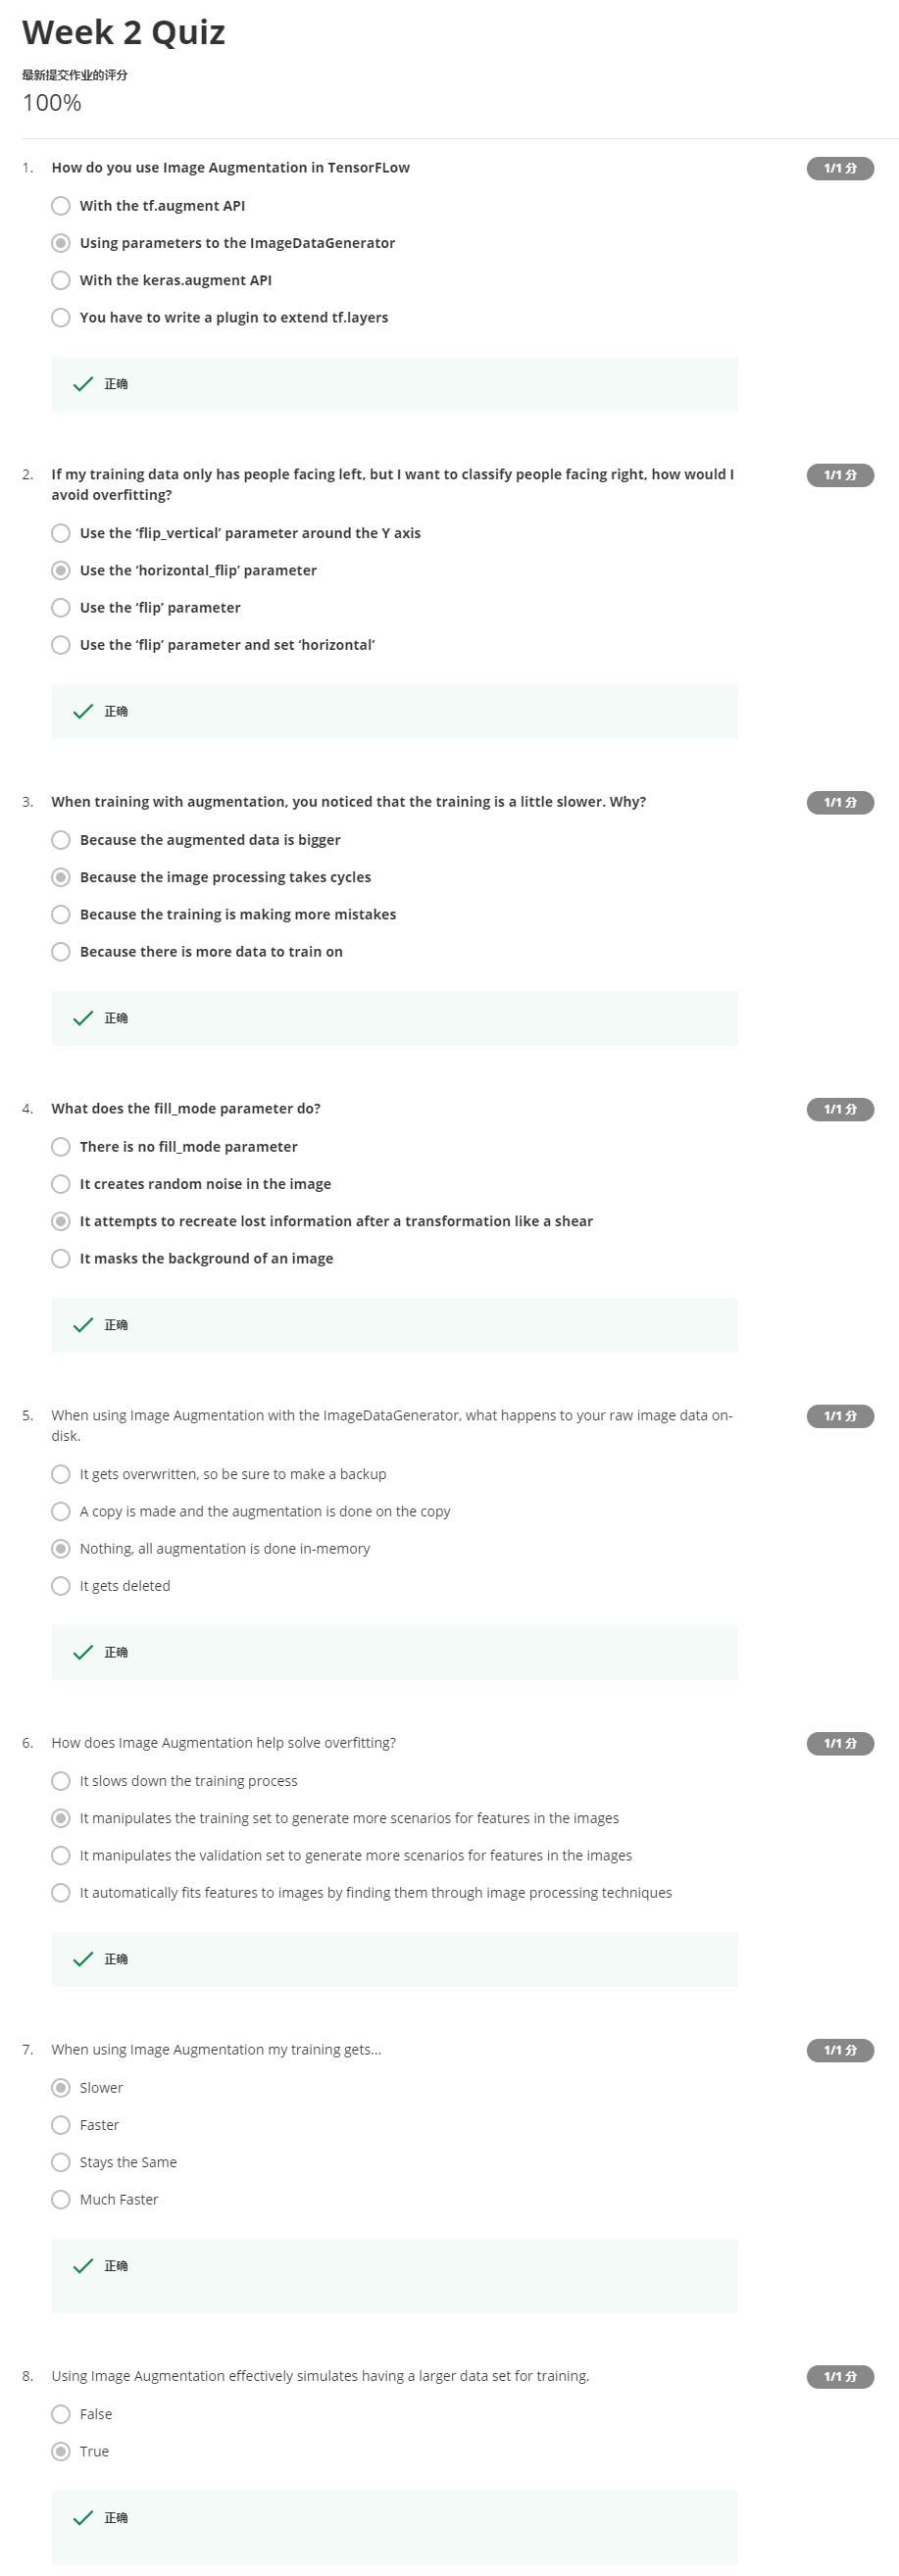 Week 2 Quiz
最新提交作业的评分
100%
1. How do you use Image Augmentation in TensorFLow
1/1 分
With the tf.augment API
Using parameters to the ImageDataGenerator
With the keras.augment API
You have to write a plugin to extend tf.layers
正确
2. If my training data only has people facing left, but I want to classify people facing right, how would I
avoid overfitting?
1/1 分
Use the ‘flip_vertical’ parameter around the Y axis
Use the ‘horizontal_flip’ parameter
Use the ‘flip’ parameter
Use the ‘flip’ parameter and set ‘horizontal’
正确
3. When training with augmentation, you noticed that the training is a little slower. Why?
1/1 分
Because the augmented data is bigger
Because the image processing takes cycles
Because the training is making more mistakes
Because there is more data to train on
正确
4. What does the fill_mode parameter do?
1/1 分
There is no fill_mode parameter
It creates random noise in the image
It attempts to recreate lost information after a transformation like a shear
It masks the background of an image
正确
5. When using Image Augmentation with the ImageDataGenerator, what happens to your raw image data on-
disk.
1/1 分
It gets overwritten, so be sure to make a backup
A copy is made and the augmentation is done on the copy
Nothing, all augmentation is done in-memory
It gets deleted
正确
6. How does Image Augmentation help solve overfitting?
1/1 分
It slows down the training process
It manipulates the training set to generate more scenarios for features in the images
It manipulates the validation set to generate more scenarios for features in the images
It automatically fits features to images by finding them through image processing techniques
正确
7. When using Image Augmentation my training gets...
1/1 分
Slower
Faster
Stays the Same
Much Faster
正确
8. Using Image Augmentation effectively simulates having a larger data set for training.
1/1 分
False
True
正确